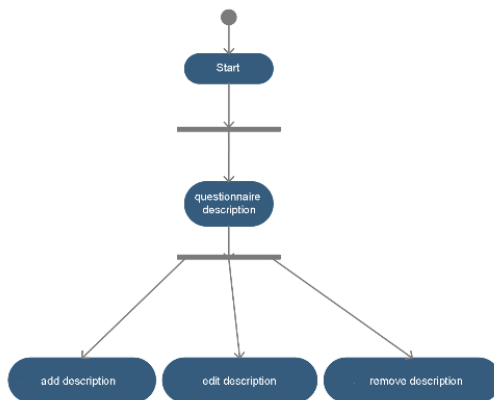 Start
questionnaire
description
add description
edit description
remove description